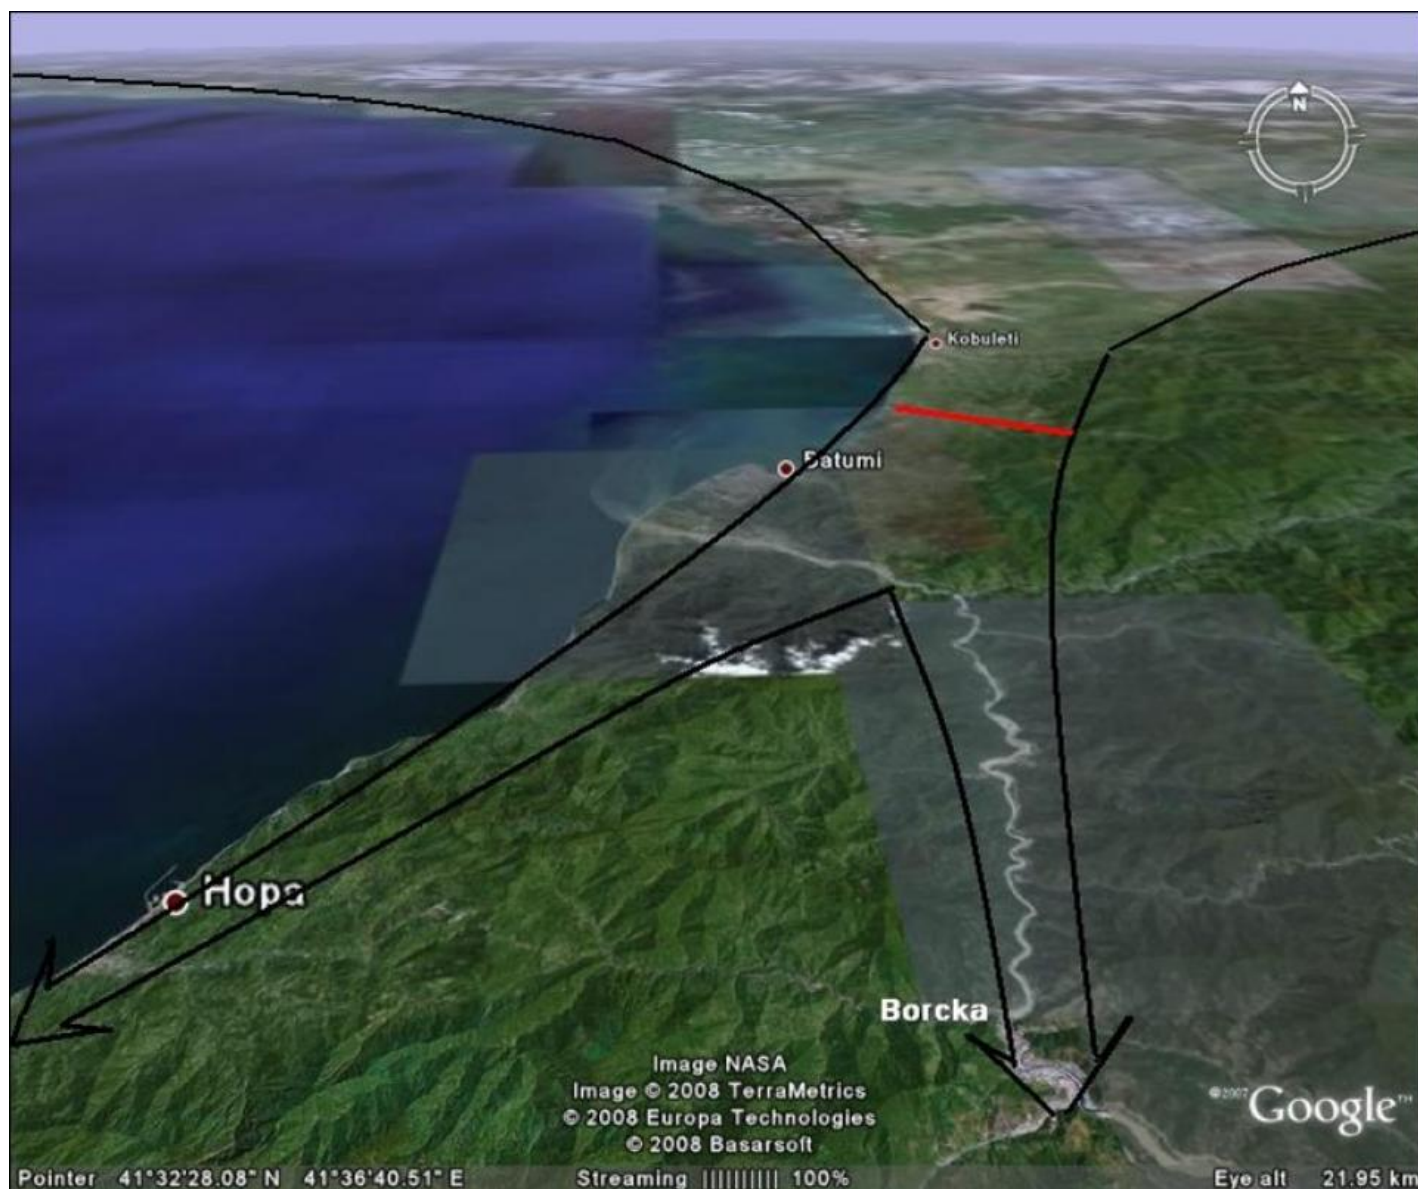 N
Kobuleti
Batumi
Hopa
Borcka
Image NASA
Image © 2008 TerraMetrics
© 2008 Europa Technologies
© 2008 Basarsoft
©2007 Google™
Pointer 41°32'28.08" N 41°36'40.51" E Streaming |||||||||| 100% Eye alt 21.95 km